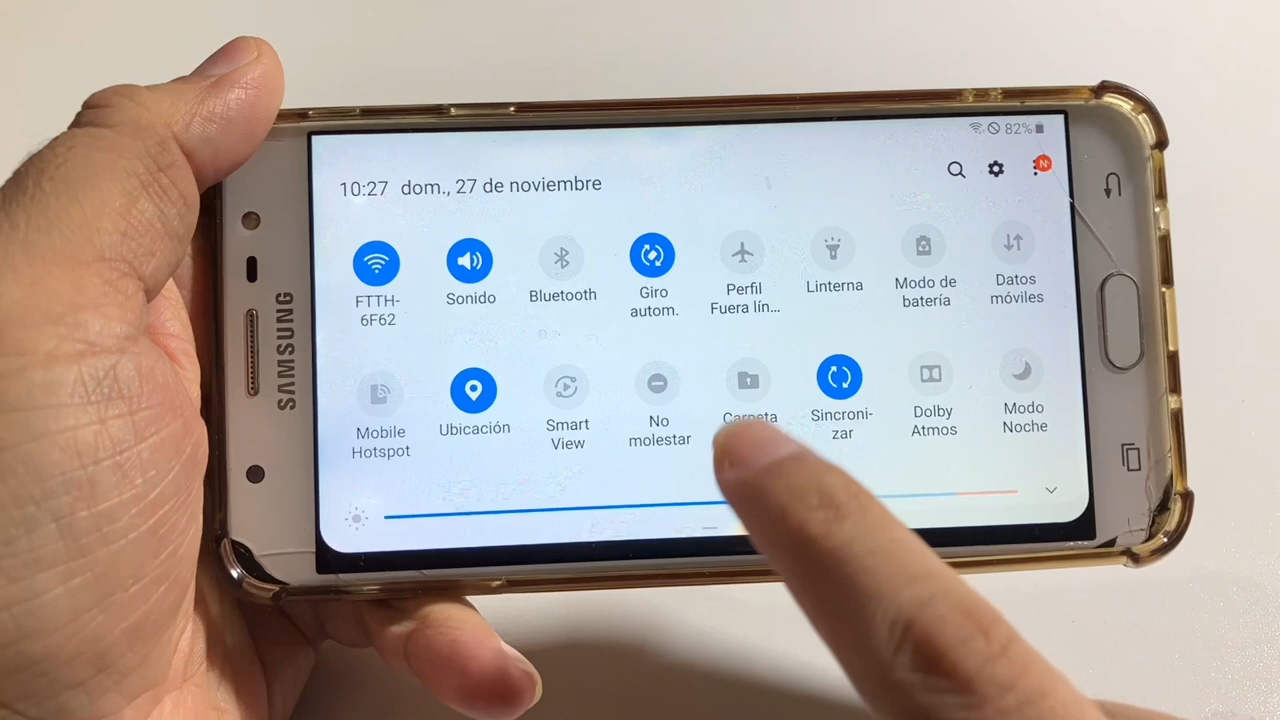 82%
N
10:27 dom., 27 de noviembre
FTTH-
6F62
Sonido
Bluetooth
Giro
autom.
Perfil
Fuera lín...
Linterna
Modo de
batería
Datos
móviles
Mobile
Hotspot
Ubicación
Smart
View
No
molestar
Carpeta
Sincroni-
zar
Dolby
Atmos
Modo
Noche
SAMSUNG